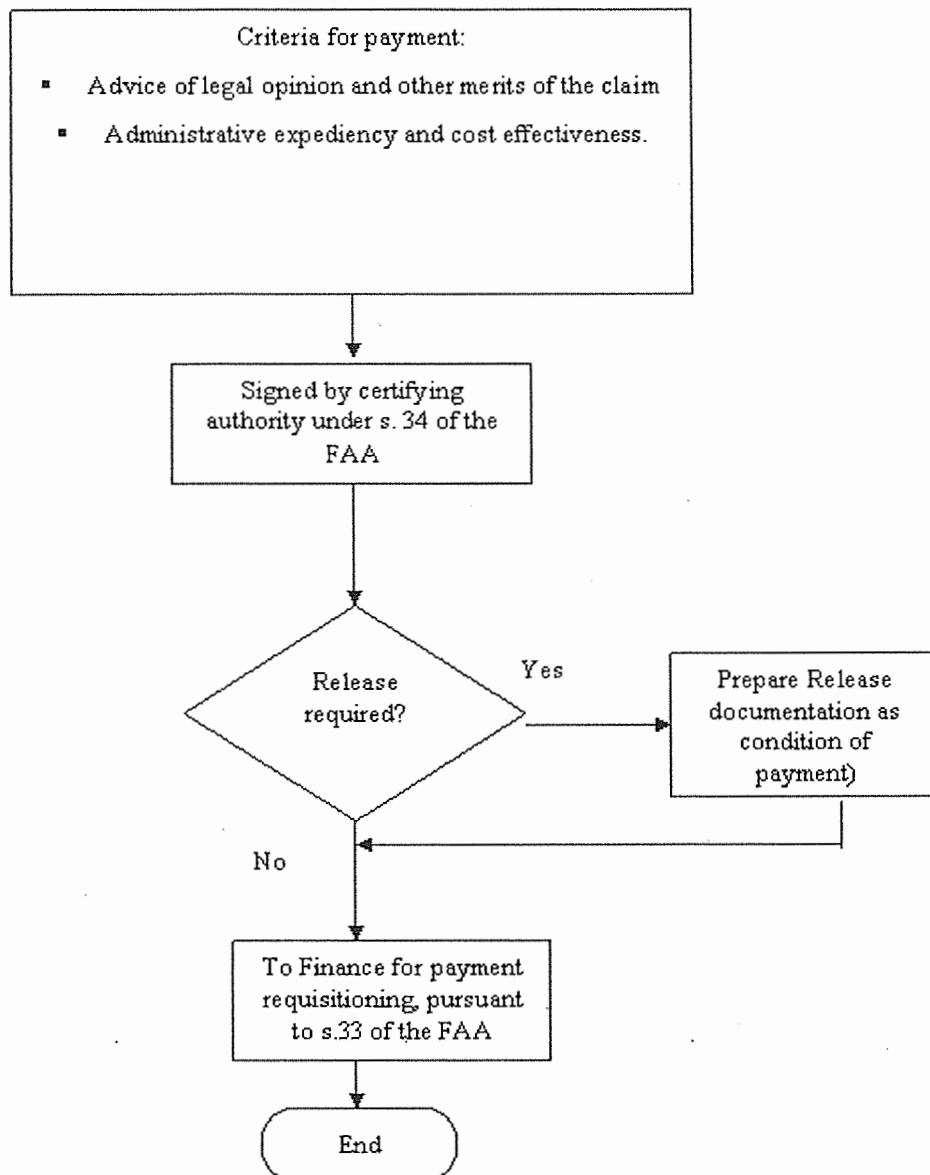 Criteria for payment:
▪ Advice of legal opinion and other merits of the claim
▪ Administrative expediency and cost effectiveness.
Signed by certifying
authority under s. 34 of the
FAA
Release
required?
Yes
Prepare Release
documentation as
condition of
payment)
No
To Finance for payment
requisitioning, pursuant
to s.33 of the FAA
End